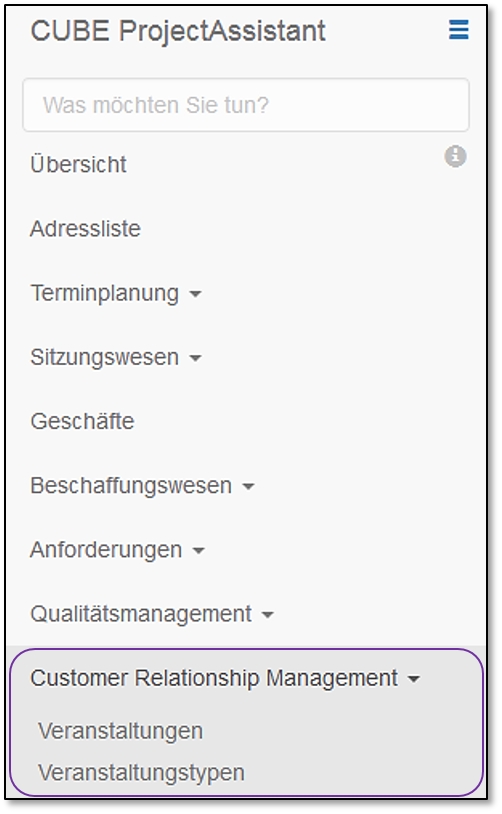 CUBE ProjectAssistant
Was möchten Sie tun?
Übersicht
Adressliste
Terminplanung
Sitzungswesen
Geschäfte
Beschaffungswesen
Anforderungen
Qualitätsmanagement
Customer Relationship Management
Veranstaltungen
Veranstaltungstypen